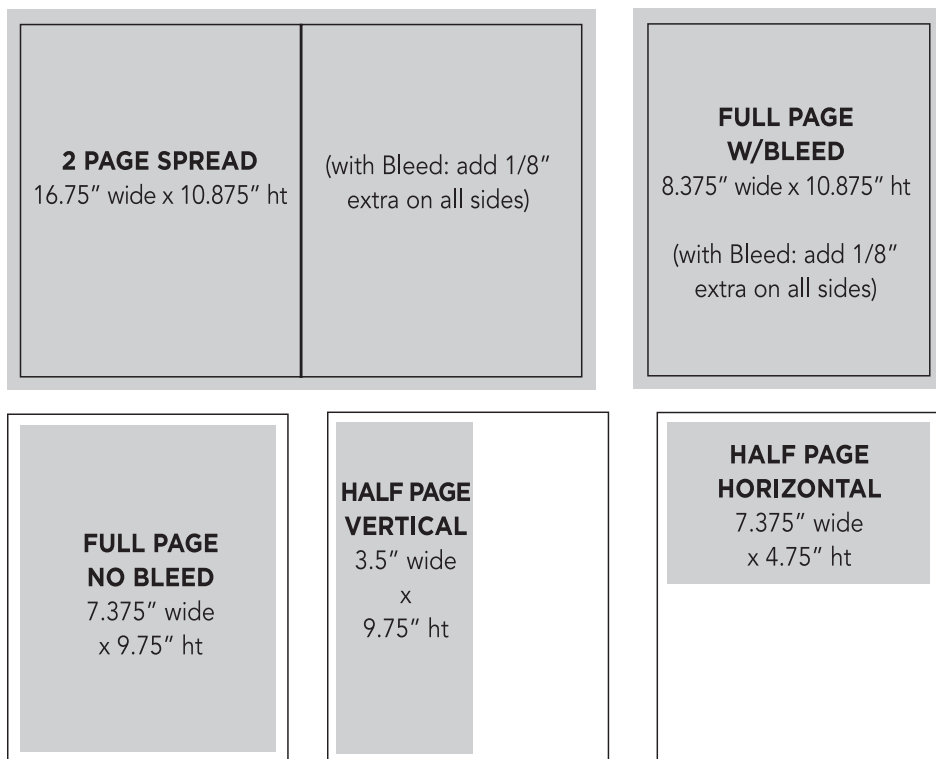 2 PAGE SPREAD
16.75” wide x 10.875” ht
(with Bleed: add 1/8”
extra on all sides)
FULL PAGE
W/BLEED
8.375” wide x 10.875” ht
(with Bleed: add 1/8”
extra on all sides)
FULL PAGE
NO BLEED
7.375” wide
x 9.75” ht
HALF PAGE
VERTICAL
3.5” wide
x
9.75” ht
HALF PAGE
HORIZONTAL
7.375” wide
x 4.75” ht